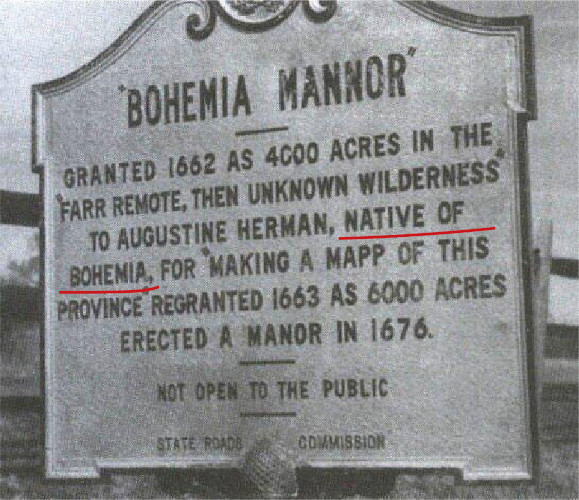 "BOHEMIA MANNOR"
GRANTED 1662 AS 4000 ACRES IN THE
"FARR REMOTE, THEN UNKNOWN WILDERNESS"
TO AUGUSTINE HERMAN, NATIVE OF
BOHEMIA, FOR "MAKING A MAPP OF THIS
PROVINCE" REGRANTED 1663 AS 6000 ACRES
ERECTED A MANOR IN 1676.
NOT OPEN TO THE PUBLIC
STATE ROADS COMMISSION